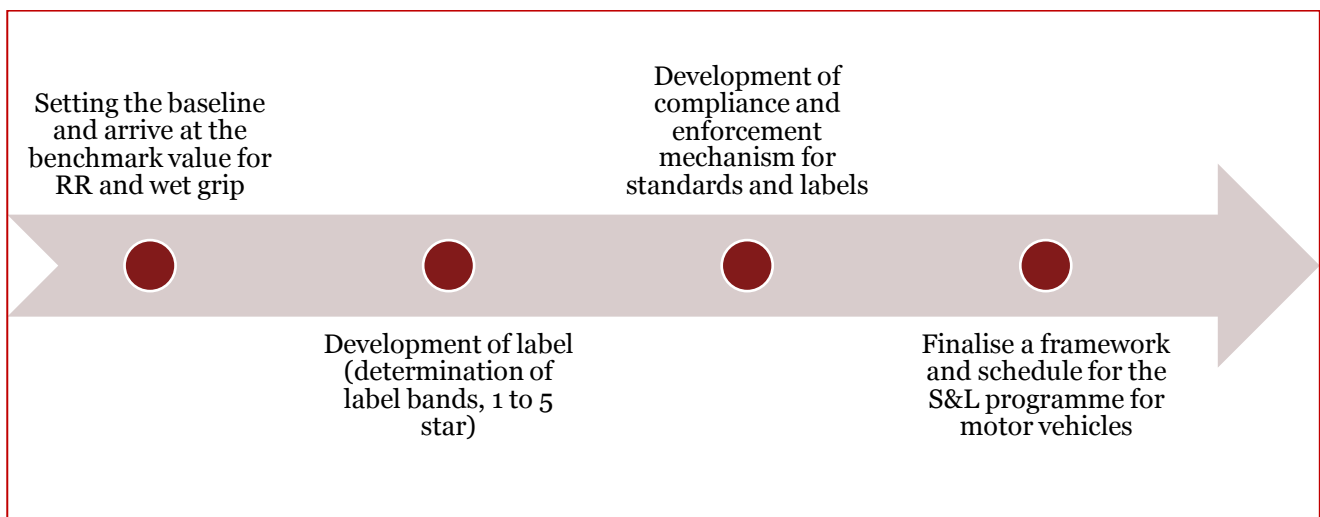 Setting the baseline
and arrive at the
benchmark value for
RR and wet grip
Development of label
(determination of
label bands, 1 to 5
star)
Development of
compliance and
enforcement
mechanism for
standards and labels
Finalise a framework
and schedule for the
S&L programme for
motor vehicles